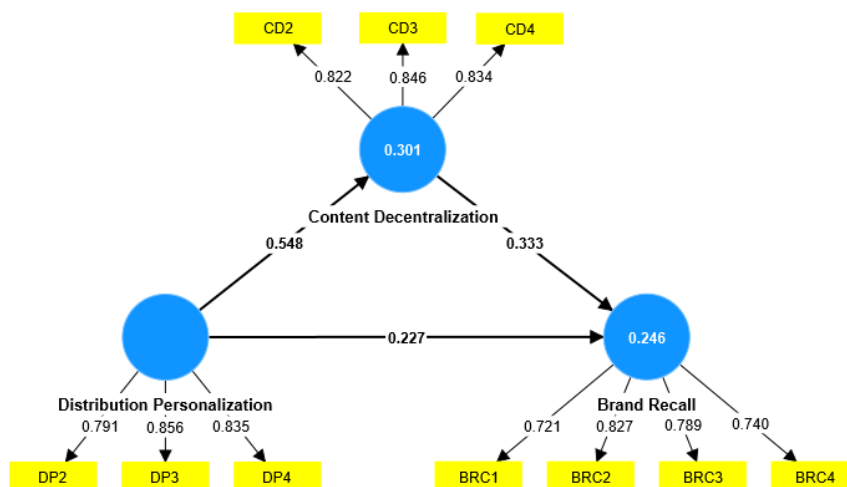 CD2 CD3 CD4
0.822 0.846 0.834
0.301
Content Decentralization
0.548 0.333
0.227 0.246
Distribution Personalization Brand Recall
0.791 0.856 0.835 0.721 0.827 0.789 0.740
DP2 DP3 DP4 BRC1 BRC2 BRC3 BRC4